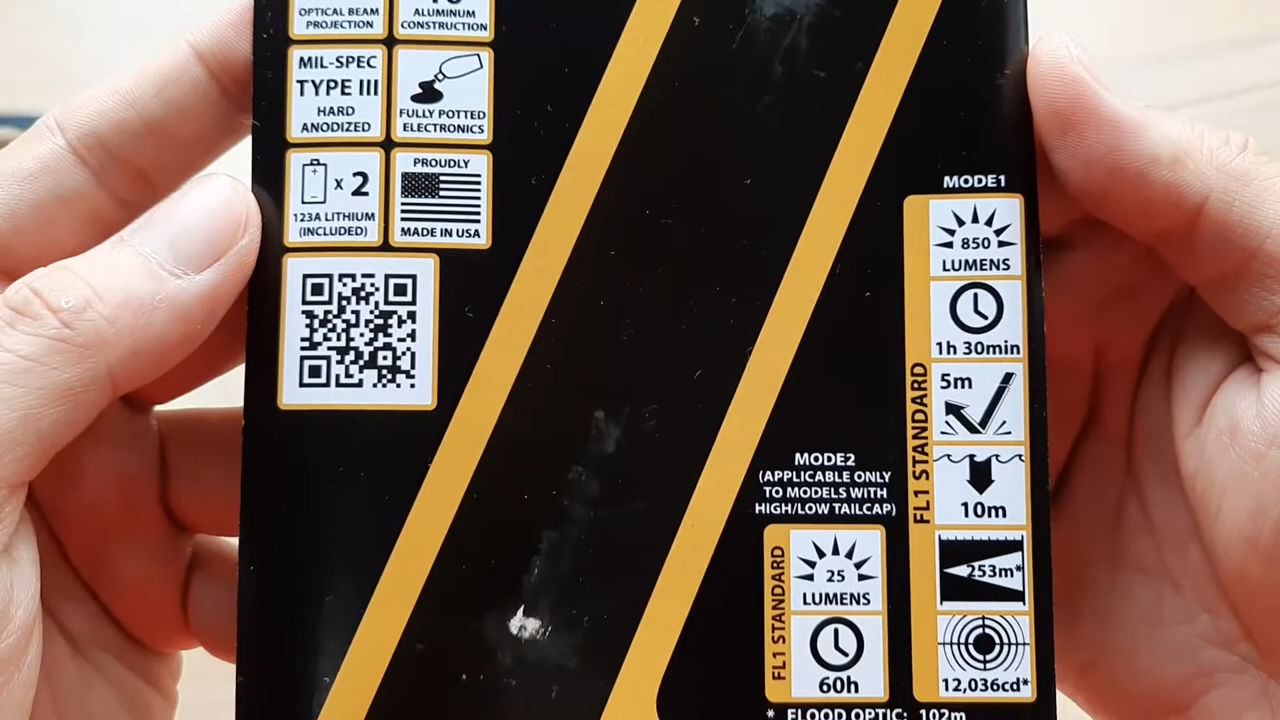 OPTICAL BEAM
PROJECTION
ALUMINUM
CONSTRUCTION
MIL-SPEC
TYPE III
HARD
ANODIZED
FULLY POTTED
ELECTRONICS
x 2
123A LITHIUM
(INCLUDED)
PROUDLY
MADE IN USA
MODE1
FL1 STANDARD
850
LUMENS
1h 30min
5m
10m
253m*
12,036cd*
MODE2
(APPLICABLE ONLY
TO MODELS WITH
HIGH/LOW TAILCAP)
FL1 STANDARD
25
LUMENS
60h
* FLOOD OPTIC: 102m